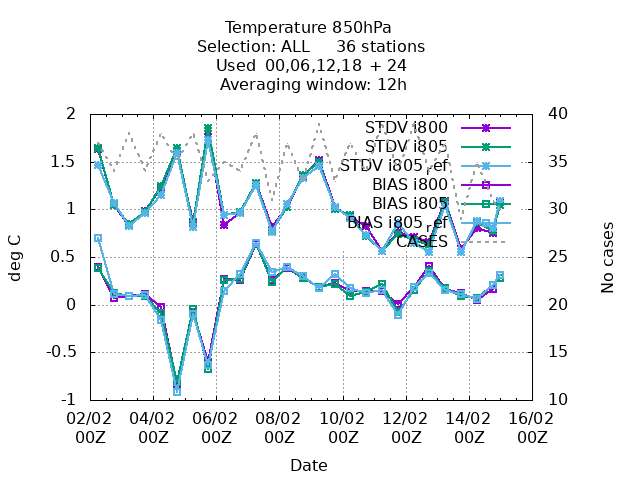 Temperature 850hPa
Selection: ALL 36 stations
Used 00,06,12,18 + 24
Averaging window: 12h
STDV i800
STDV i805
STDV i805_ref
BIAS i800
BIAS i805
BIAS i805_ref
CASES
2
1.5
1
0.5
0
-0.5
-1
40
35
30
25
20
15
10
deg C
No cases
02/02 04/02 06/02 08/02 10/02 12/02 14/02 16/02
00Z 00Z 00Z 00Z 00Z 00Z 00Z 00Z
Date